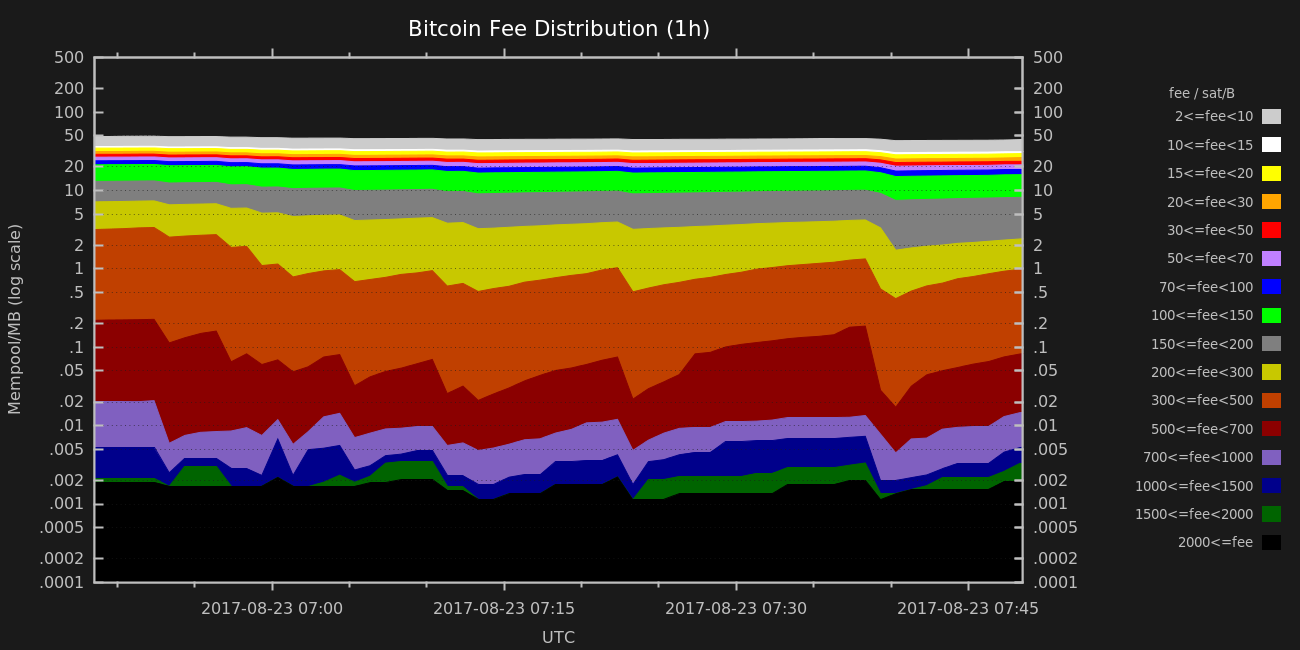 Bitcoin Fee Distribution (1h)
Mempool/MB (log scale)
500
200
100
50
20
10
5
2
1
.5
.2
.1
.05
.02
.01
.005
.002
.001
.0005
.0002
.0001
500
200
100
50
20
10
5
2
1
.5
.2
.1
.05
.02
.01
.005
.002
.001
.0005
.0002
.0001
2017-08-23 07:00 2017-08-23 07:15 2017-08-23 07:30 2017-08-23 07:45
UTC
fee / sat/B
2<=fee<10
10<=fee<15
15<=fee<20
20<=fee<30
30<=fee<50
50<=fee<70
70<=fee<100
100<=fee<150
150<=fee<200
200<=fee<300
300<=fee<500
500<=fee<700
700<=fee<1000
1000<=fee<1500
1500<=fee<2000
2000<=fee